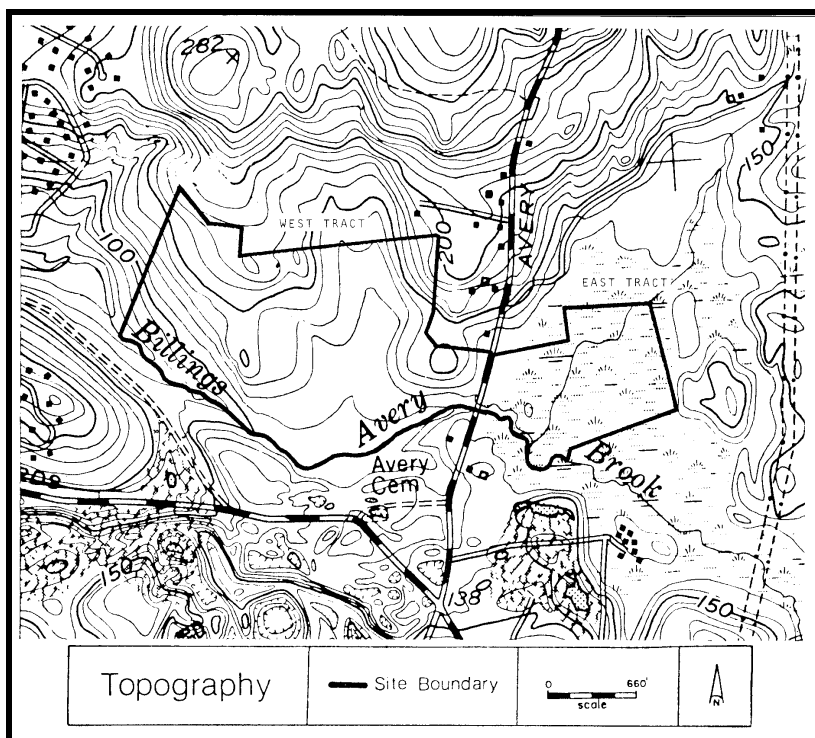 282
150
WEST TRACT
200
AVERY
100
EAST TRACT
Billings
Avery
Brook
Avery
Cem
150
138
150
Topography
Site Boundary
0 660'
scale
N